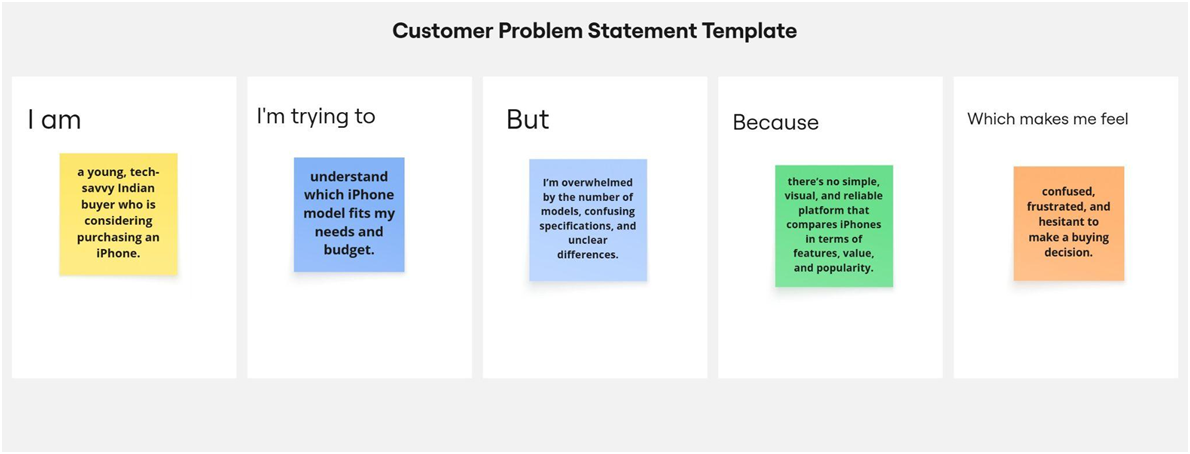 Customer Problem Statement Template
I am
a young, tech-
savvy Indian
buyer who is
considering
purchasing an
iPhone.
I'm trying to
understand
which iPhone
model fits my
needs and
budget.
But
I’m overwhelmed
by the number of
models, confusing
specifications, and
unclear
differences.
Because
there’s no simple,
visual, and reliable
platform that
compares iPhones
in terms of
features, value,
and popularity.
Which makes me feel
confused,
frustrated, and
hesitant to
make a buying
decision.